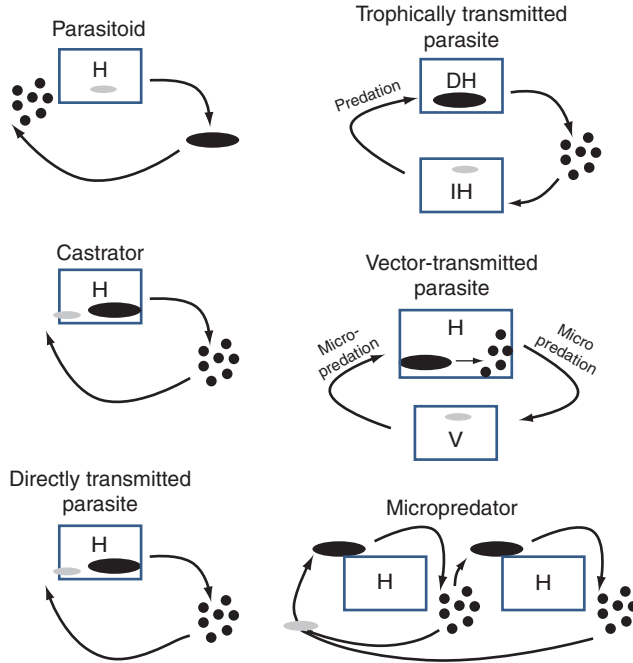 Parasitoid
H
Trophically transmitted
parasite
Predation
DH
IH
Castrator
H
Vector-transmitted
parasite
Micro-
predation
H
Micro
predation
V
Directly transmitted
parasite
H
Micropredator
H
H